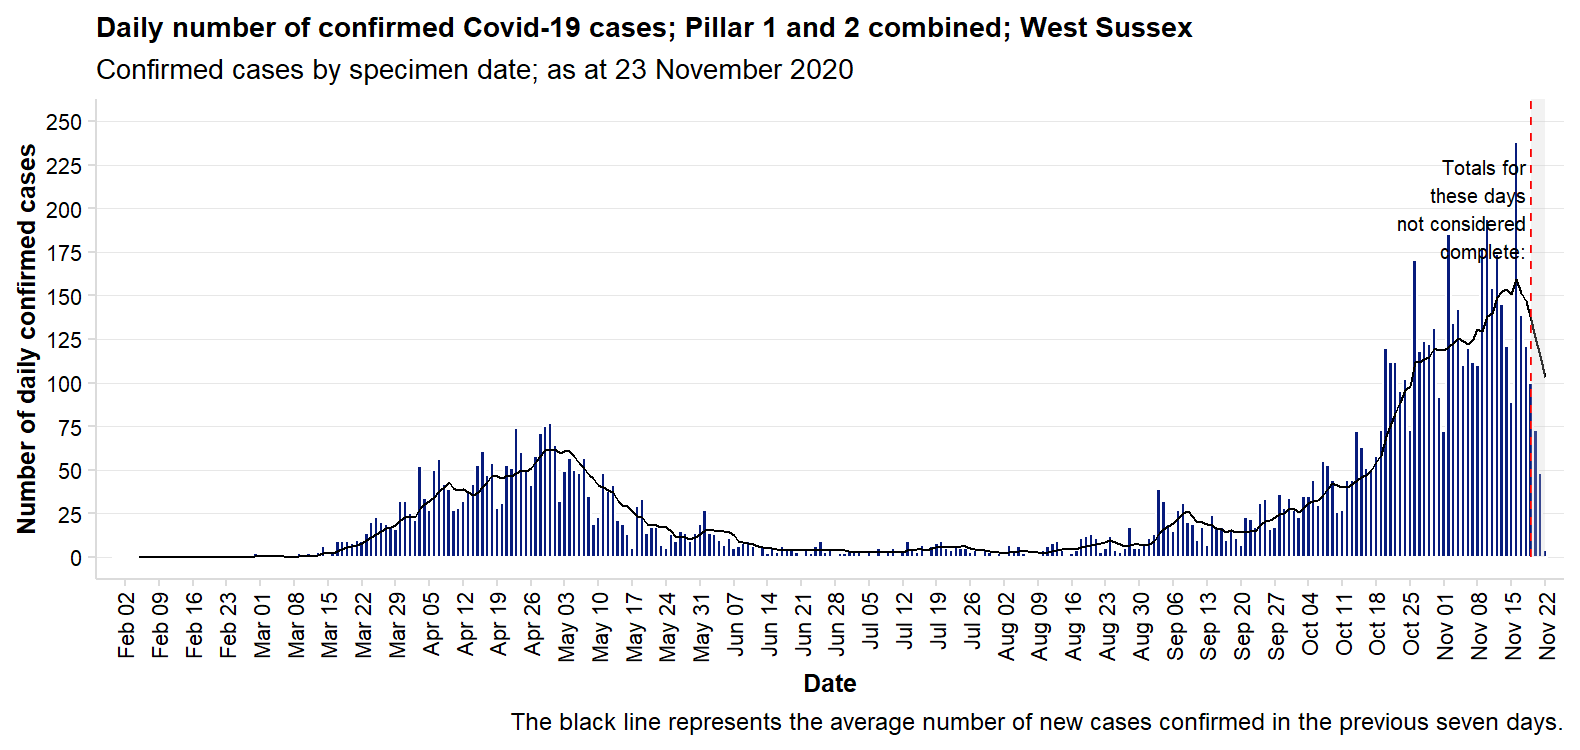 Daily number of confirmed Covid-19 cases; Pillar 1 and 2 combined; West Sussex
Confirmed cases by specimen date; as at 23 November 2020
Number of daily confirmed cases
250
225
200
175
150
125
100
75
50
25
0
Totals for
these days
not considered
complete:
Feb 02
Feb 09
Feb 16
Feb 23
Mar 01
Mar 08
Mar 15
Mar 22
Mar 29
Apr 05
Apr 12
Apr 19
Apr 26
May 03
May 10
May 17
May 24
May 31
Jun 07
Jun 14
Jun 21
Jun 28
Jul 05
Jul 12
Jul 19
Jul 26
Aug 02
Aug 09
Aug 16
Aug 23
Aug 30
Sep 06
Sep 13
Sep 20
Sep 27
Oct 04
Oct 11
Oct 18
Oct 25
Nov 01
Nov 08
Nov 15
Nov 22
Date
The black line represents the average number of new cases confirmed in the previous seven days.